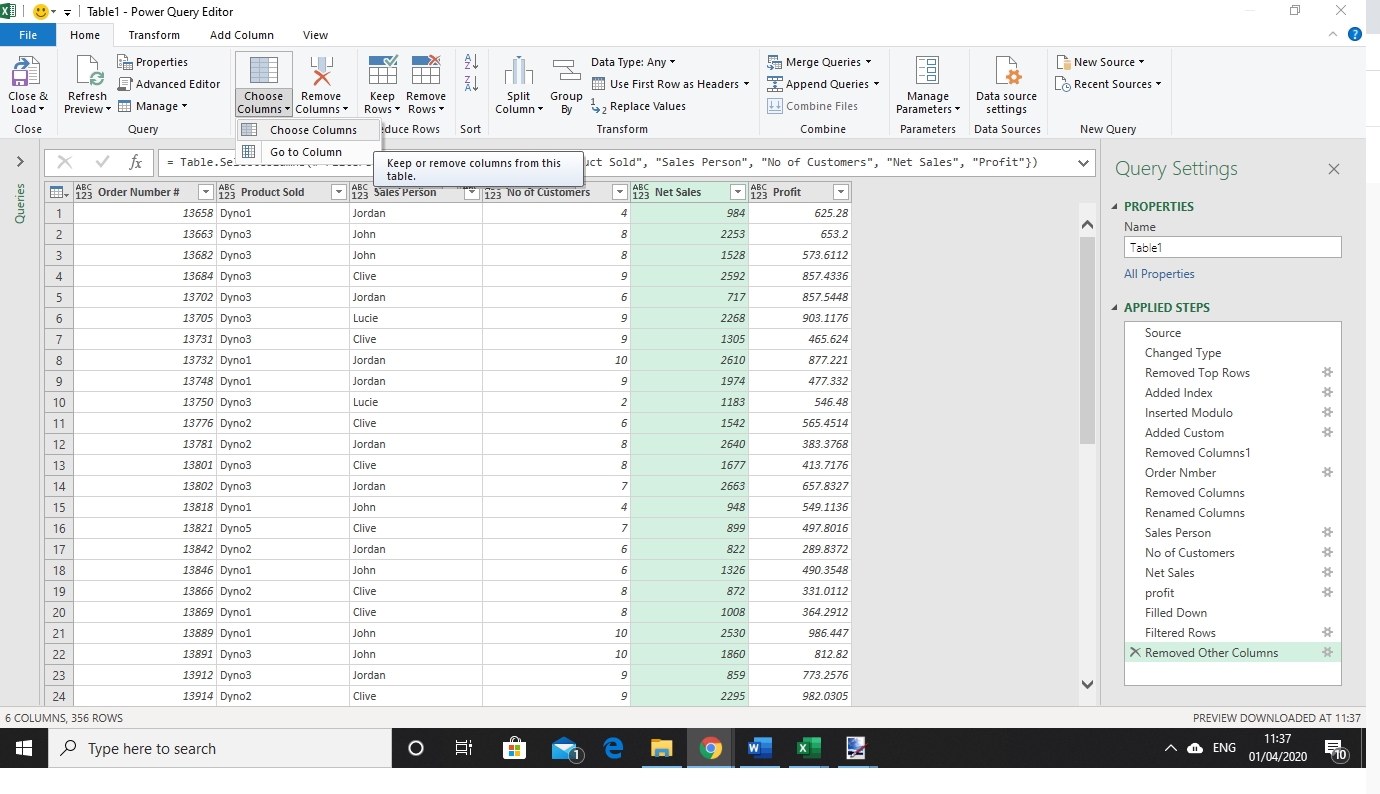 Table1 - Power Query Editor
File Home Transform Add Column View
Close & Load
Refresh Preview
Properties
Advanced Editor
Manage
Choose Columns
Remove Columns
Keep Rows
Remove Rows
Split Column
Group By
Data Type: Any
Use First Row as Headers
Replace Values
Merge Queries
Append Queries
Combine Files
Manage Parameters
Data source settings
New Source
Recent Sources
Close Query duce Rows Sort Transform Combine Parameters Data Sources New Query
Choose Columns
Go to Column
Keep or remove columns from this
table.
fx
= Table.Sel uct Sold", "Sales Person", "No of Customers", "Net Sales", "Profit"})
Queries
ABC 123 Order Number # ABC 123 Product Sold ABC 123 Sales Person ABC 123 No of Customers ABC 123 Net Sales ABC 123 Profit
1 13658 Dyno1 Jordan 4 984 625.28
2 13663 Dyno3 John 8 2253 653.2
3 13682 Dyno3 John 8 1528 573.6112
4 13684 Dyno3 Clive 9 2592 857.4336
5 13702 Dyno3 Jordan 6 717 857.5448
6 13705 Dyno3 Lucie 9 2268 903.1176
7 13731 Dyno3 Clive 9 1305 465.624
8 13732 Dyno1 Jordan 10 2610 877.221
9 13748 Dyno1 Jordan 9 1974 477.332
10 13750 Dyno3 Lucie 2 1183 546.48
11 13776 Dyno2 Clive 6 1542 565.4514
12 13781 Dyno2 Jordan 8 2640 383.3768
13 13801 Dyno3 Clive 8 1677 413.7176
14 13802 Dyno3 Jordan 7 2663 657.8327
15 13818 Dyno1 John 4 948 549.1136
16 13821 Dyno5 Clive 7 899 497.8016
17 13842 Dyno2 Jordan 6 822 289.8372
18 13846 Dyno1 John 6 1326 490.3548
19 13866 Dyno2 Clive 8 872 331.0112
20 13869 Dyno1 Clive 8 1008 364.2912
21 13889 Dyno1 John 10 2530 986.447
22 13891 Dyno3 John 10 1860 812.82
23 13912 Dyno3 Jordan 9 859 773.2576
24 13914 Dyno2 Clive 9 2295 982.0305
Query Settings
PROPERTIES
Name
Table1
All Properties
APPLIED STEPS
Source
Changed Type
Removed Top Rows
Added Index
Inserted Modulo
Added Custom
Removed Columns1
Order Nmber
Removed Columns
Renamed Columns
Sales Person
No of Customers
Net Sales
profit
Filled Down
Filtered Rows
Removed Other Columns
6 COLUMNS, 356 ROWS
PREVIEW DOWNLOADED AT 11:37
Type here to search
1
ENG
11:37
01/04/2020
10